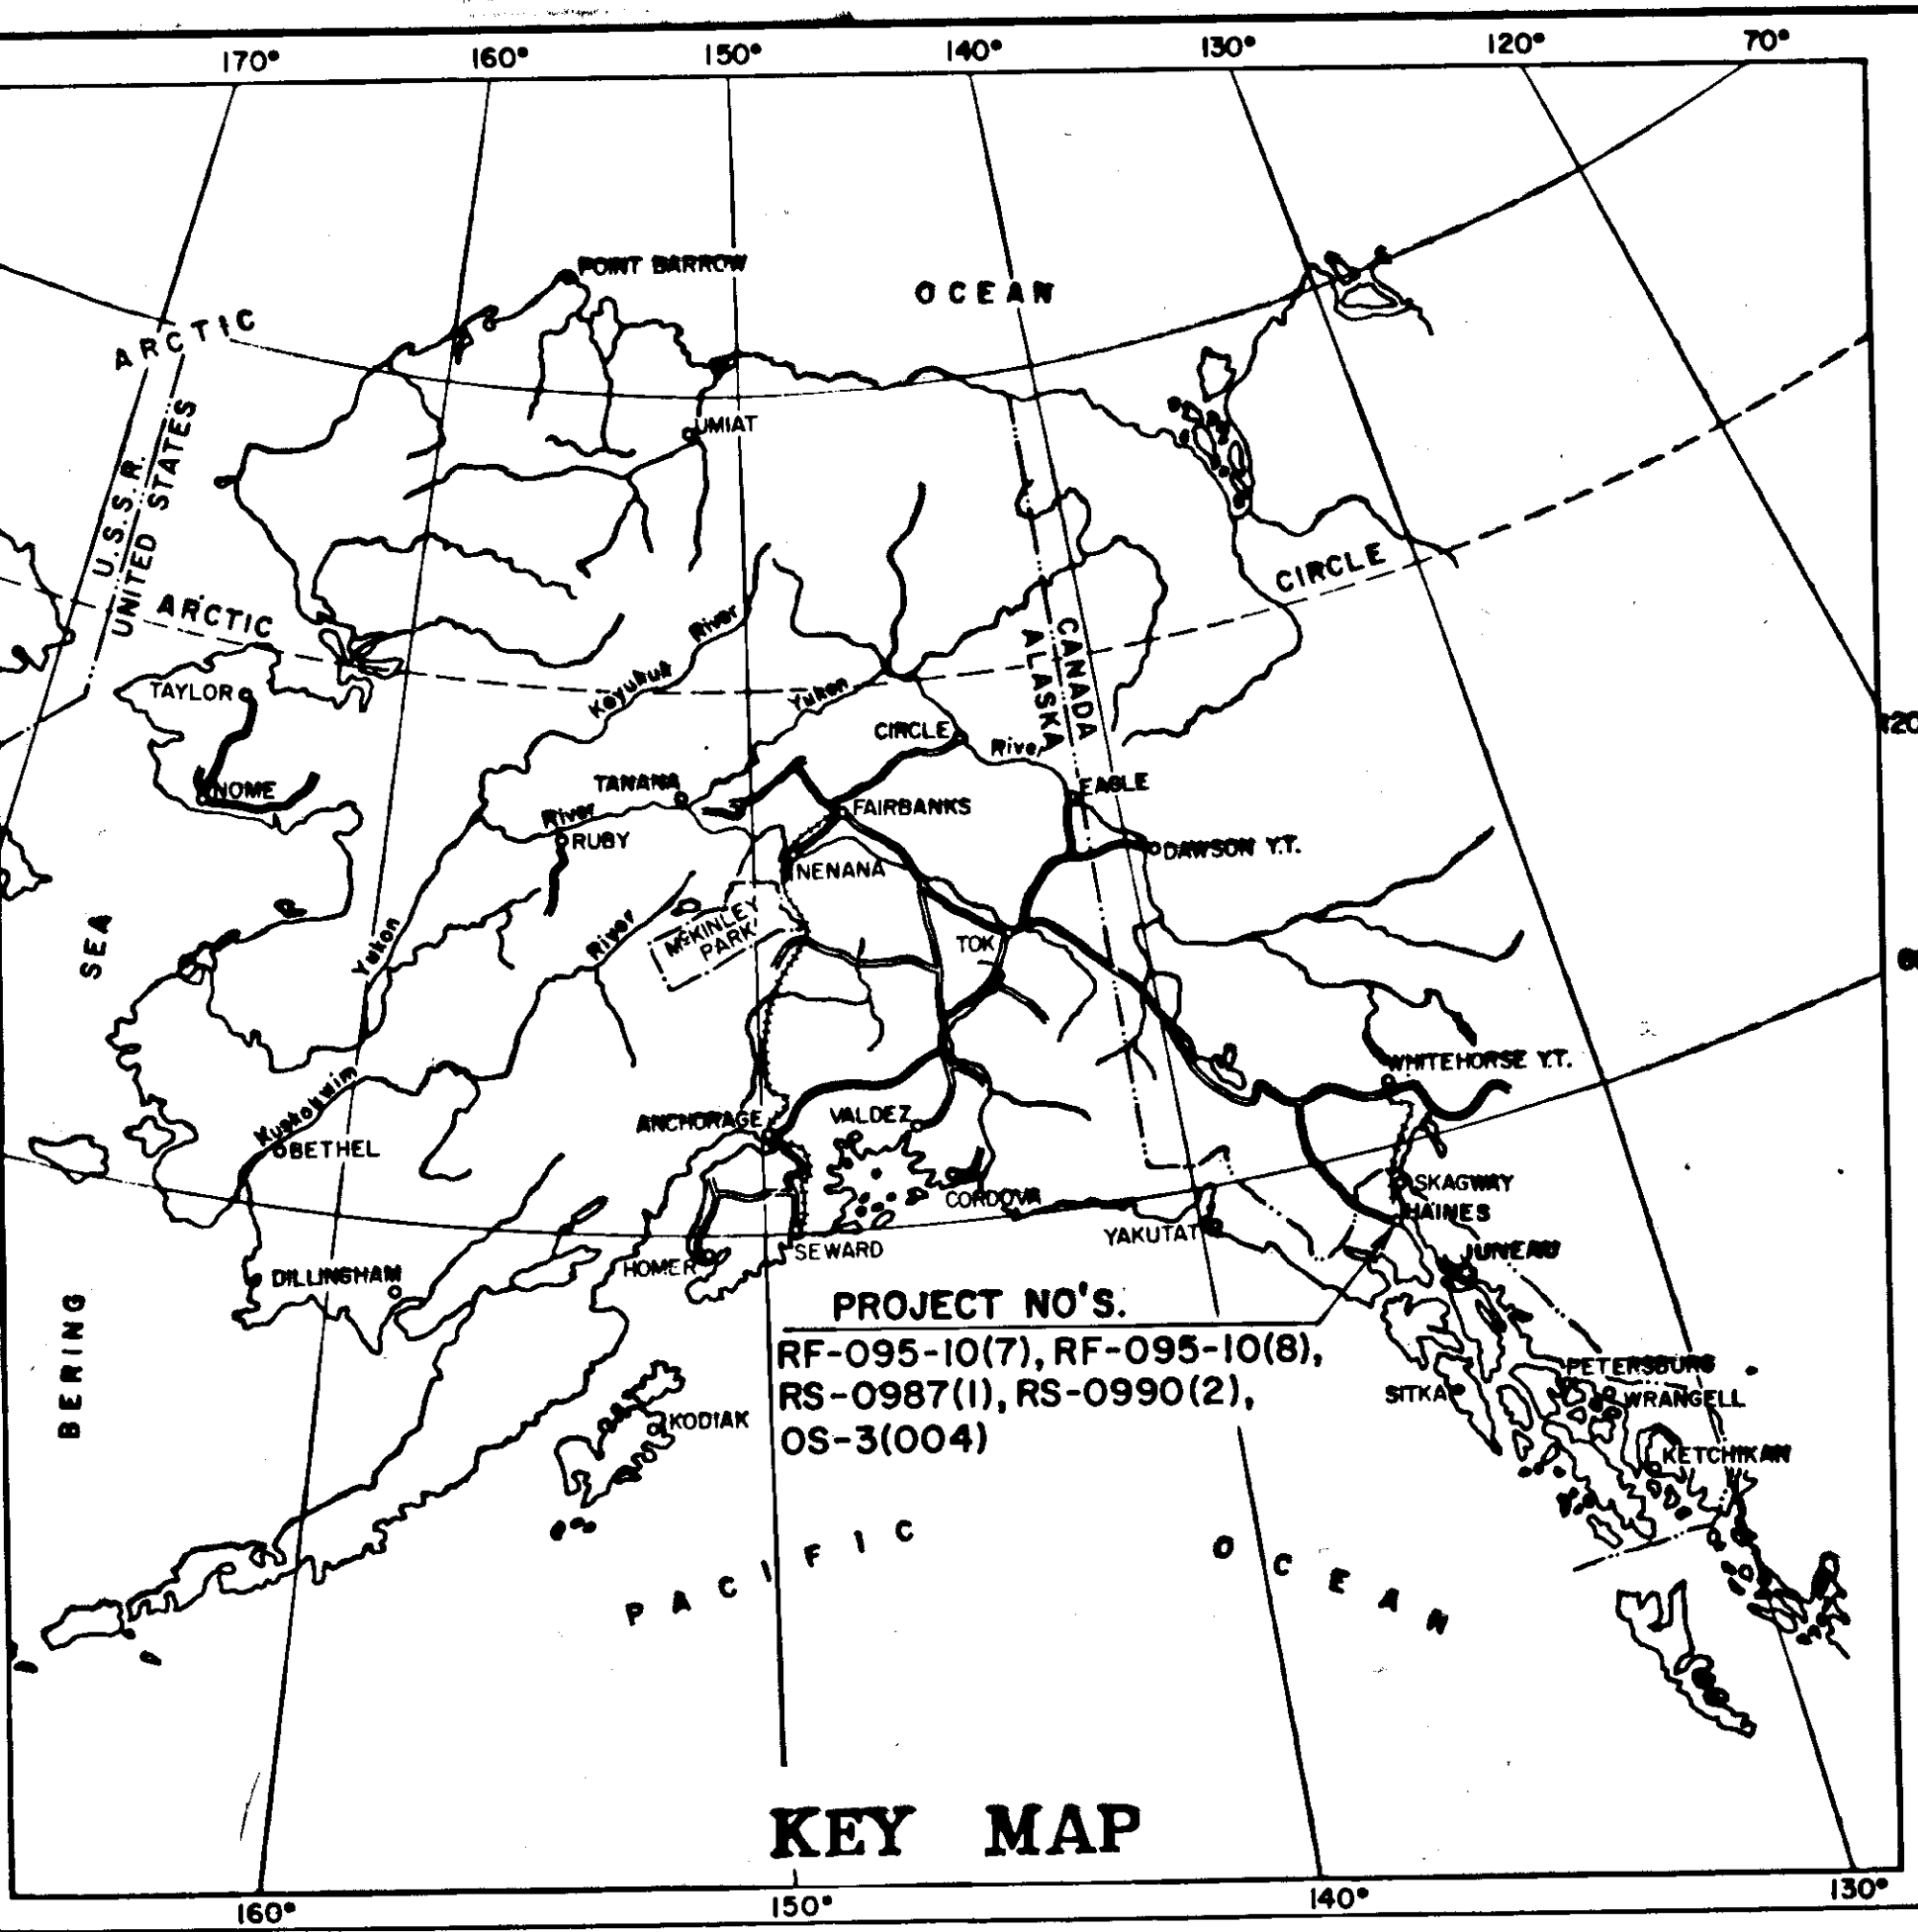 170° 160° 150° 140° 130° 120° 70°
POINT BARROW
OCEAN
ARCTIC
UMIAT
U.S.S.R.
UNITED STATES
ARCTIC
CIRCLE
River
Koyukuk
Yukon
CANADA
ALASKA
TAYLOR
CIRCLE
River
NOME
TANANA
EAGLE
FAIRBANKS
River
RUBY
DAWSON Y.T.
NENANA
McKINLEY
PARK
River
Yukon
TOK
SEA
WHITEHORSE Y.T.
Kuskokwim
ANCHORAGE
VALDEZ
BETHEL
SKAGWAY
CORDOVA
HAINES
YAKUTAT
SEWARD
JUNEAU
HOMER
DILLINGHAM
BERING
PROJECT NO'S.
RF-095-10(7), RF-095-10(8),
RS-0987(1), RS-0990(2),
OS-3(004)
PETERSBURG
SITKA
WRANGELL
KODIAK
KETCHIKAN
PACIFIC
OCEAN
KEY MAP
160° 150° 140° 130°